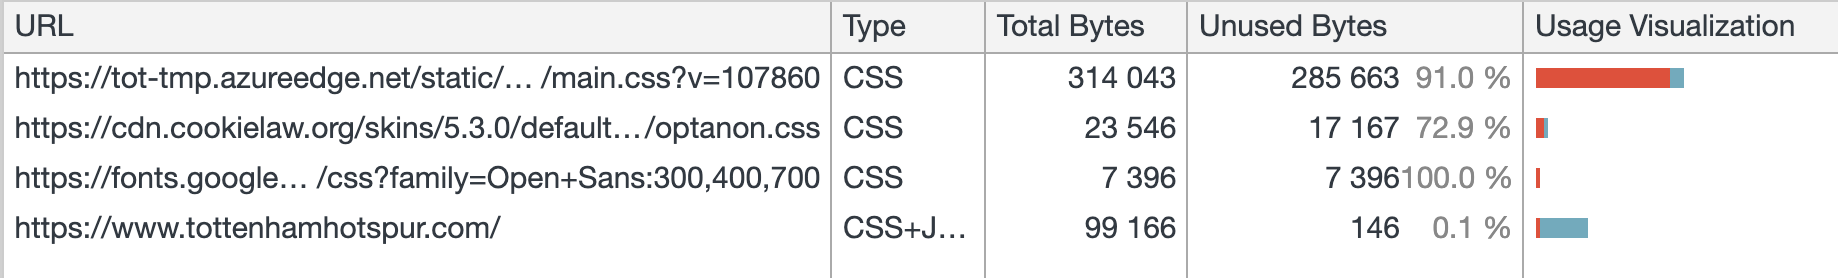 URL Type Total Bytes Unused Bytes Usage Visualization
https://tot-tmp.azureedge.net/static/… /main.css?v=107860 CSS 314 043 285 663 91.0 %
https://cdn.cookielaw.org/skins/5.3.0/default…/optanon.css CSS 23 546 17 167 72.9 %
https://fonts.google… /css?family=Open+Sans:300,400,700 CSS 7 396 7 396 100.0 %
https://www.tottenhamhotspur.com/ CSS+J… 99 166 146 0.1 %